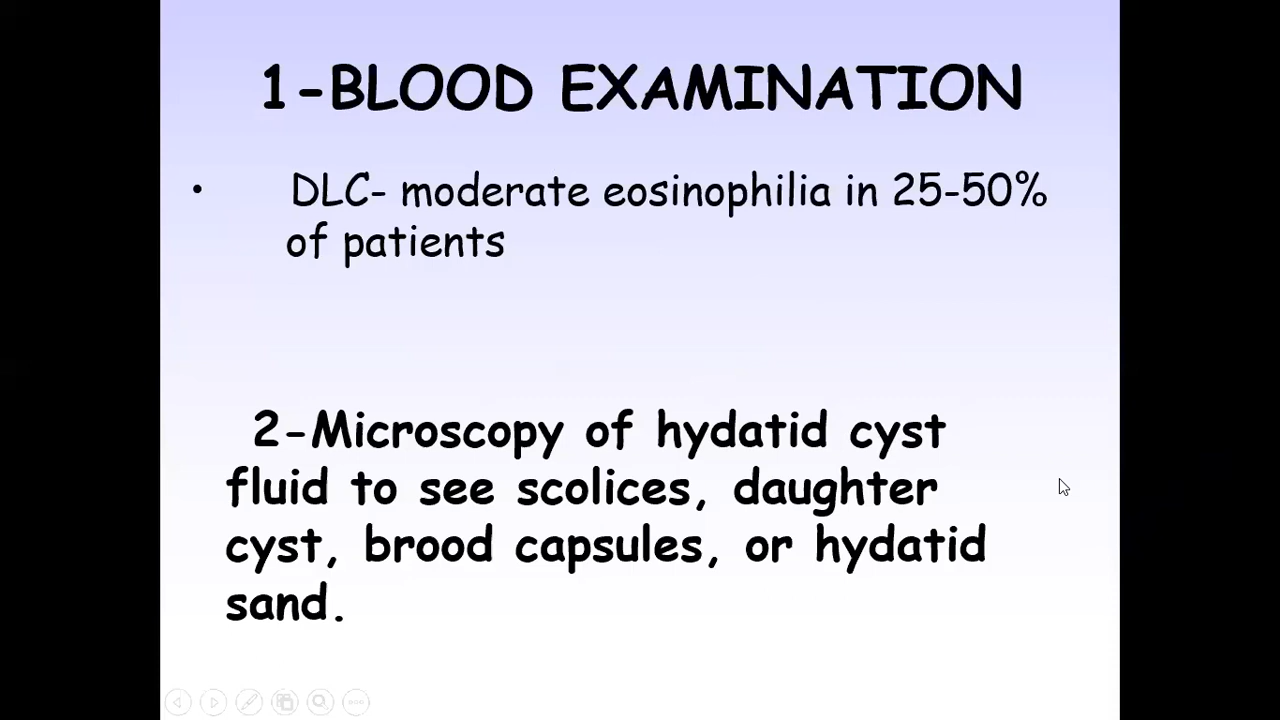 1-BLOOD EXAMINATION
• DLC- moderate eosinophilia in 25-50%
of patients
2-Microscopy of hydatid cyst
fluid to see scolices, daughter
cyst, brood capsules, or hydatid
sand.